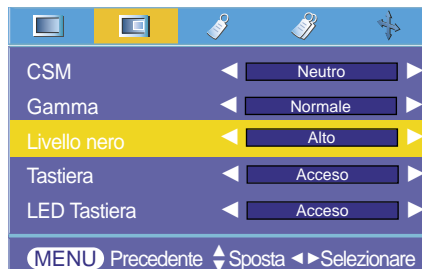 CSM Neutro
Gamma Normale
Livello nero Alto
Tastiera Acceso
LED Tastiera Acceso
MENU Precedente Sposta Selezionare